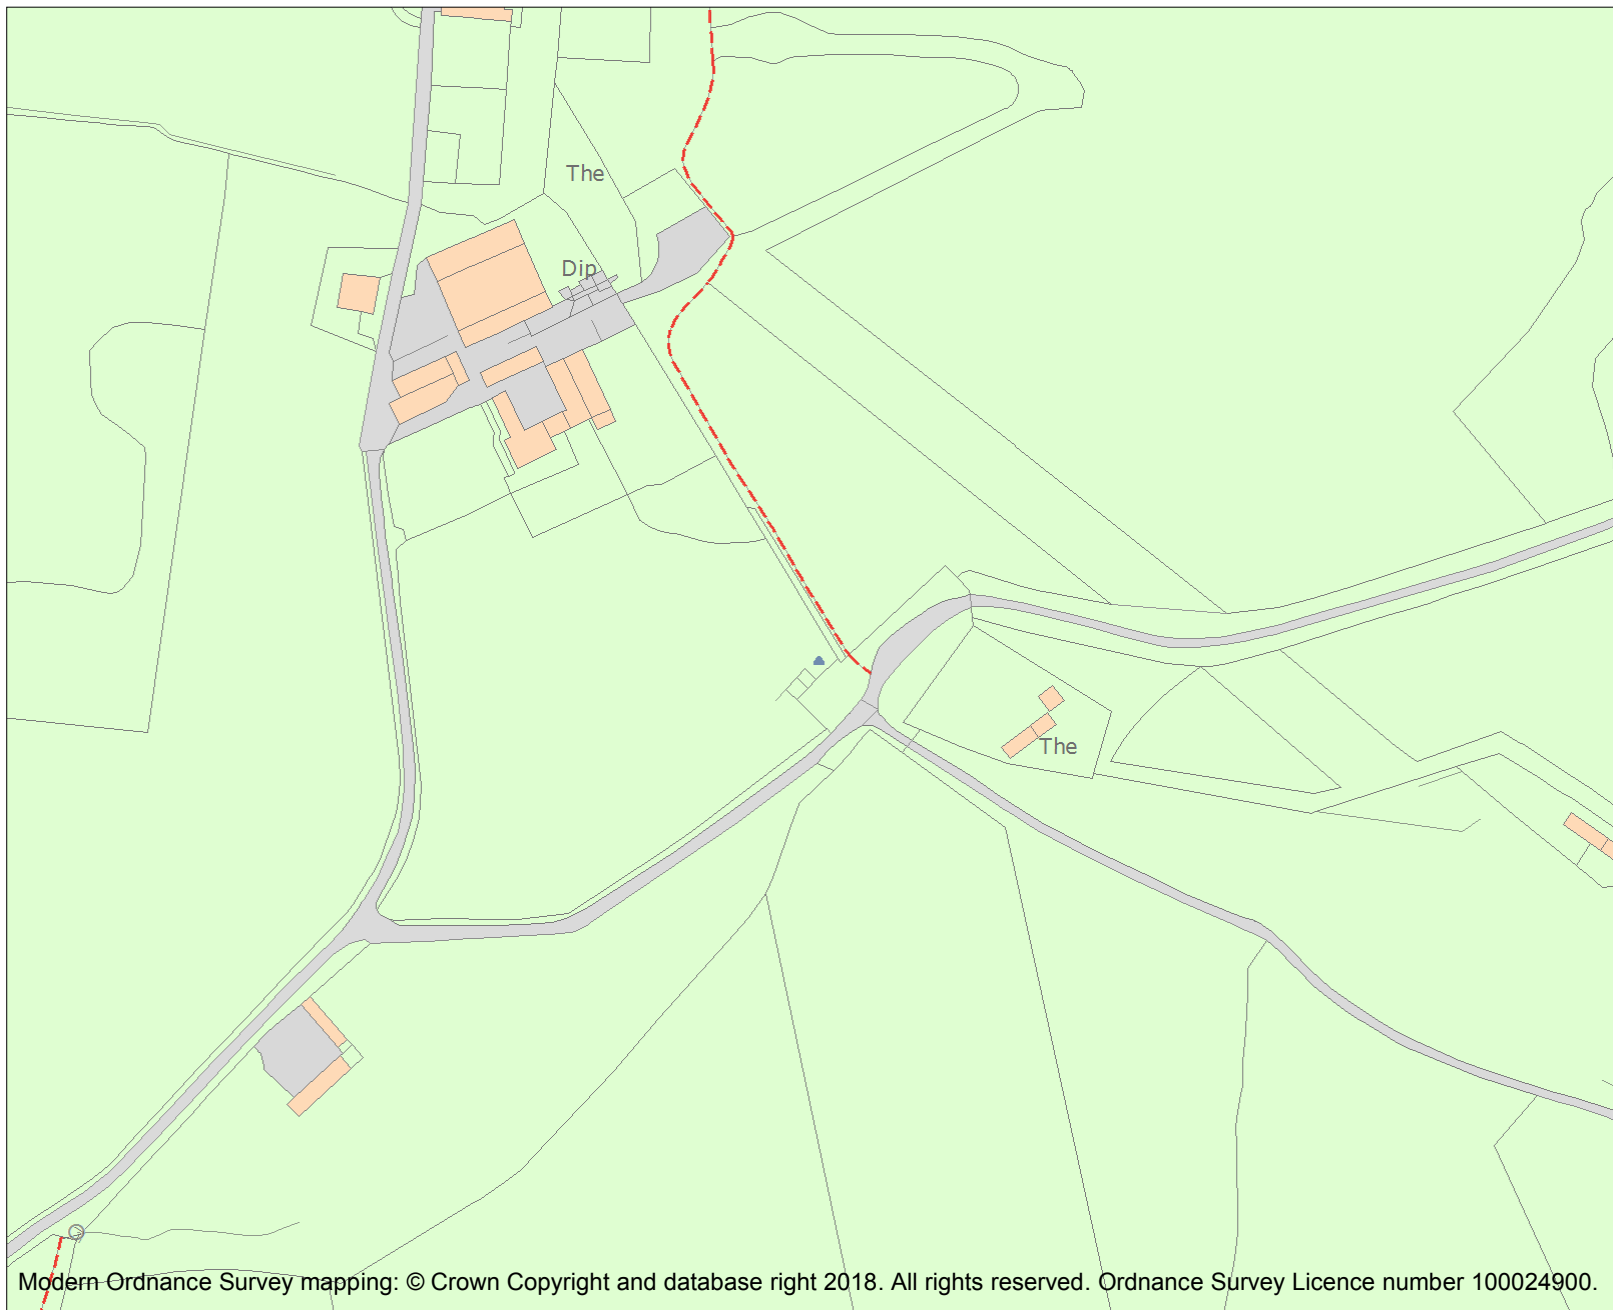 The
Dip
The
Modern Ordnance Survey mapping: © Crown Copyright and database right 2018. All rights reserved. Ordnance Survey Licence number 100024900.